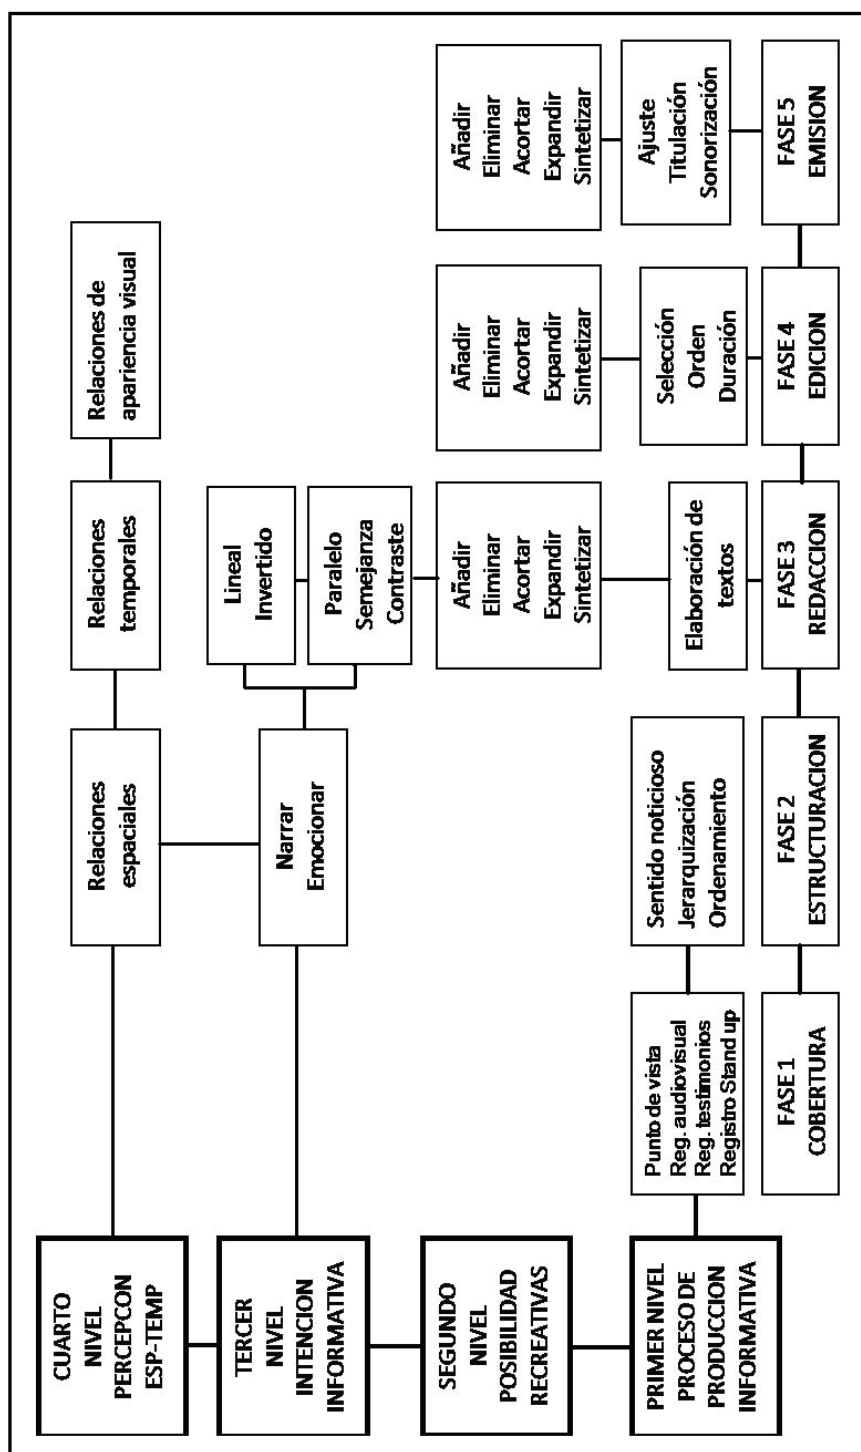 CUARTO
NIVEL
PERCEPCON
ESP-TEMP
Relaciones
espaciales
Relaciones
temporales
Relaciones de
apariencia visual
TERCER
NIVEL
INTENCION
INFORMATIVA
Narrar
Emocionar
Lineal
Invertido
Paralelo
Semejanza
Contraste
SEGUNDO
NIVEL
POSIBILIDAD
RECREATIVAS
Añadir
Eliminar
Acortar
Expandir
Sintetizar
Añadir
Eliminar
Acortar
Expandir
Sintetizar
Añadir
Eliminar
Acortar
Expandir
Sintetizar
PRIMER NIVEL
PROCESO DE
PRODUCCION
INFORMATIVA
Punto de vista
Reg. audiovisual
Reg. testimonios
Registro Stand up
Sentido noticioso
Jerarquización
Ordenamiento
Elaboración de
textos
Selección
Orden
Duración
Ajuste
Titulación
Sonorización
FASE 1
COBERTURA
FASE 2
ESTRUCTURACION
FASE 3
REDACCION
FASE 4
EDICION
FASE 5
EMISION